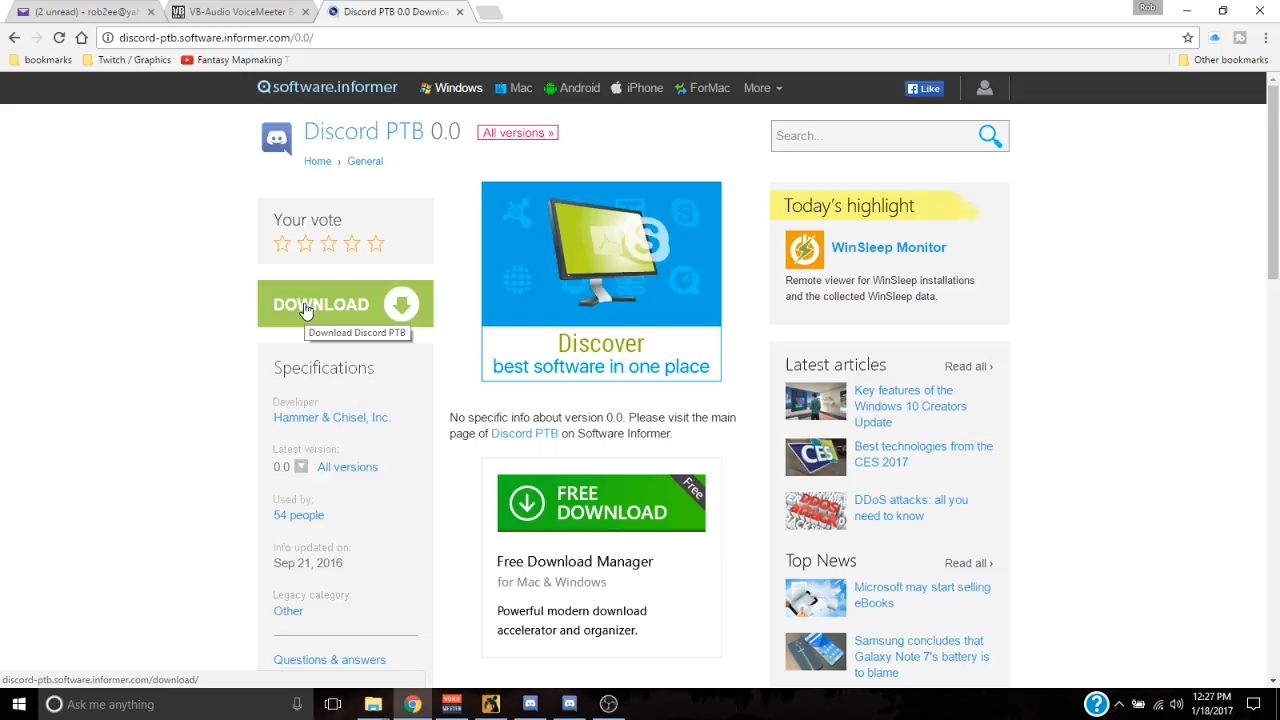 (2 unread) - rob2ee@yah
VB-Audio VoiceMeeter B
Discord PTB 0.0 Downloa
Rob
discord-ptb.software.informer.com/0.0/
bookmarks
Twitch / Graphics
Fantasy Mapmaking T
Other bookmarks
software.informer
Windows
Mac
Android
iPhone
ForMac
More
Like
Discord PTB 0.0
All versions »
Search...
Home › General
Your vote
DOWNLOAD
Download Discord PTB
Specifications
Developer:
Hammer & Chisel, Inc.
Latest version:
0.0 All versions
Used by:
54 people
Info updated on:
Sep 21, 2016
Legacy category:
Other
Questions & answers
Discover
best software in one place
No specific info about version 0.0. Please visit the main
page of Discord PTB on Software Informer.
FREE
DOWNLOAD
Free
Free Download Manager
for Mac & Windows
Powerful modern download
accelerator and organizer.
Today's highlight
WinSleep Monitor
Remote viewer for WinSleep installations
and the collected WinSleep data.
Latest articles
Read all ›
Key features of the
Windows 10 Creators
Update
CES
Best technologies from the
CES 2017
DDOS
attack
DDoS attacks: all you
need to know
Top News
Read all ›
Microsoft may start selling
eBooks
Samsung concludes that
Galaxy Note 7's battery is
to blame
discord-ptb.software.informer.com/download/
Ask me anything
VOICE
MEETER
12:27 PM
1/18/2017